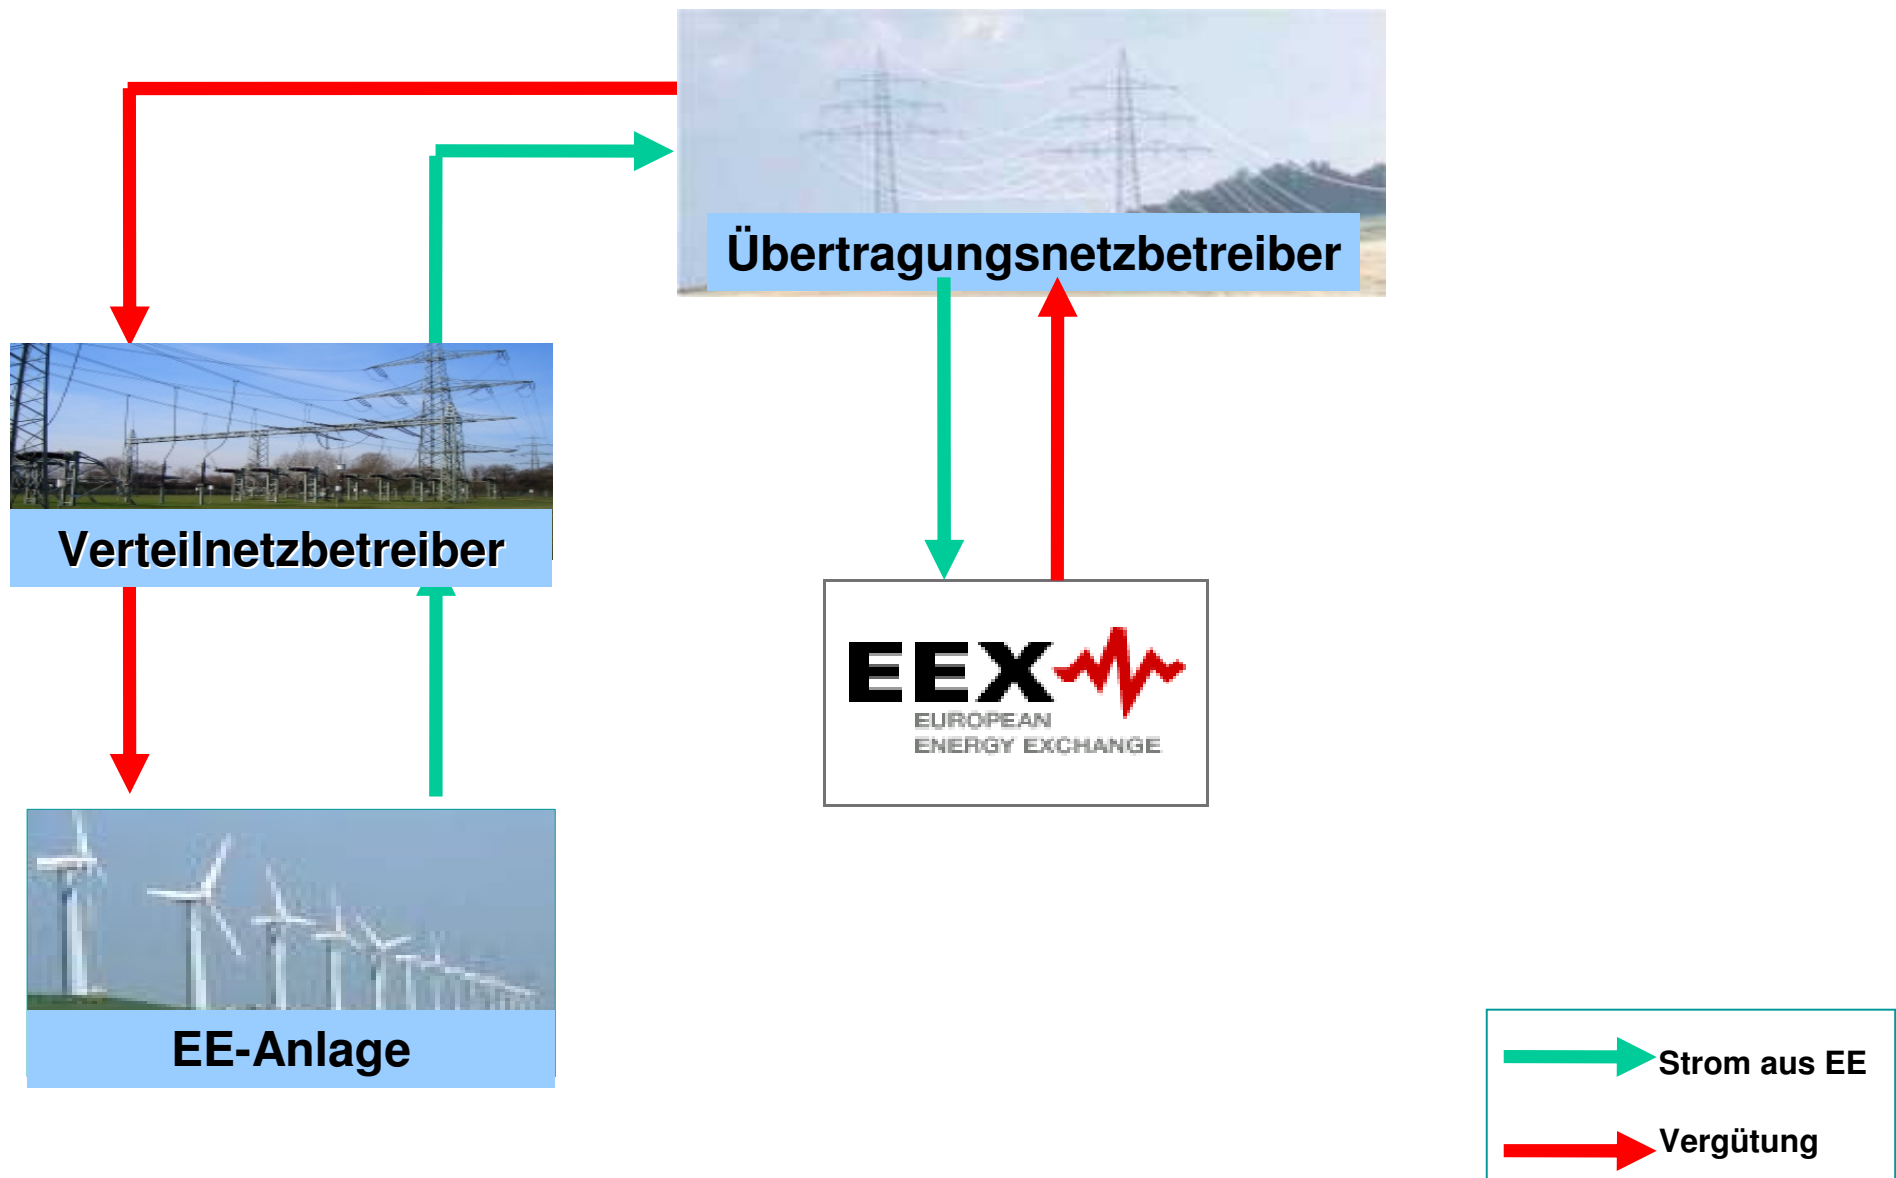 Übertragungsnetzbetreiber
Verteilnetzbetreiber
EEX
EUROPEAN
ENERGY EXCHANGE
EE-Anlage
Strom aus EE
Vergütung